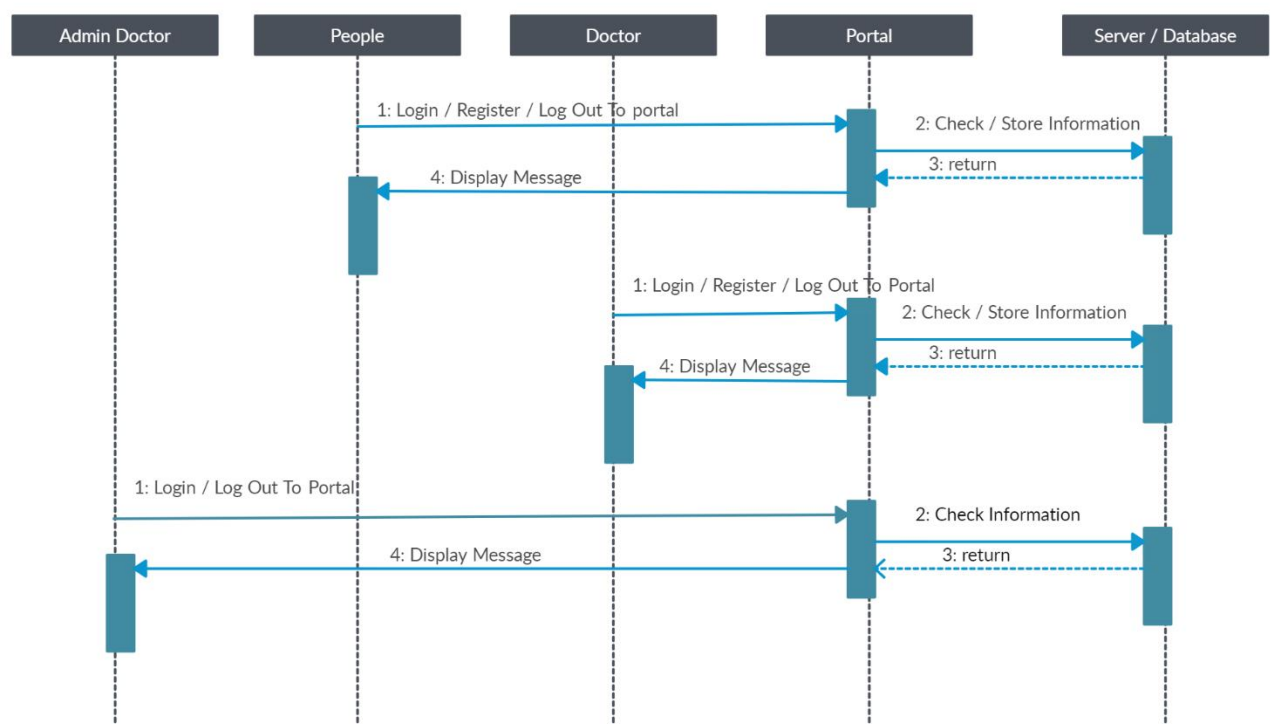 Admin Doctor
People
Doctor
Portal
Server / Database
1: Login / Register / Log Out To portal
2: Check / Store Information
3: return
4: Display Message
1: Login / Register / Log Out To Portal
2: Check / Store Information
3: return
4: Display Message
1: Login / Log Out To Portal
2: Check Information
3: return
4: Display Message